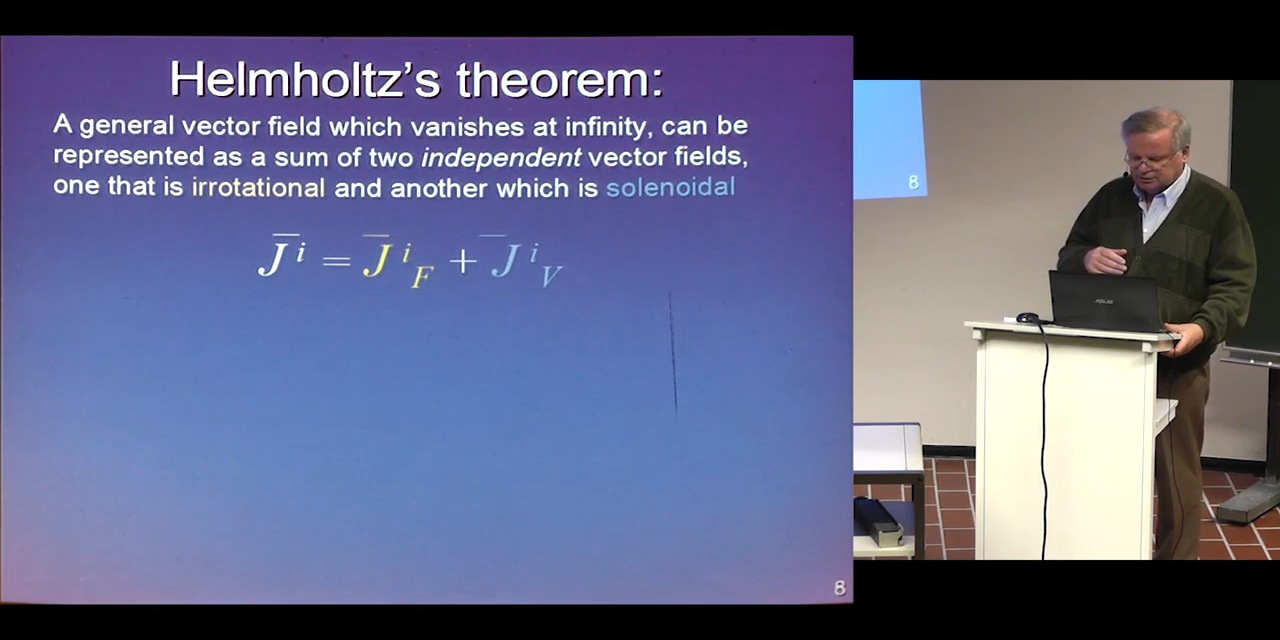 Helmholtz's theorem:
A general vector field which vanishes at infinity, can be
represented as a sum of two independent vector fields,
one that is irrotational and another which is solenoidal
J̅ ⁱ = J̅ ⁱ_F + J̅ ⁱ_V
8
8
ASUS